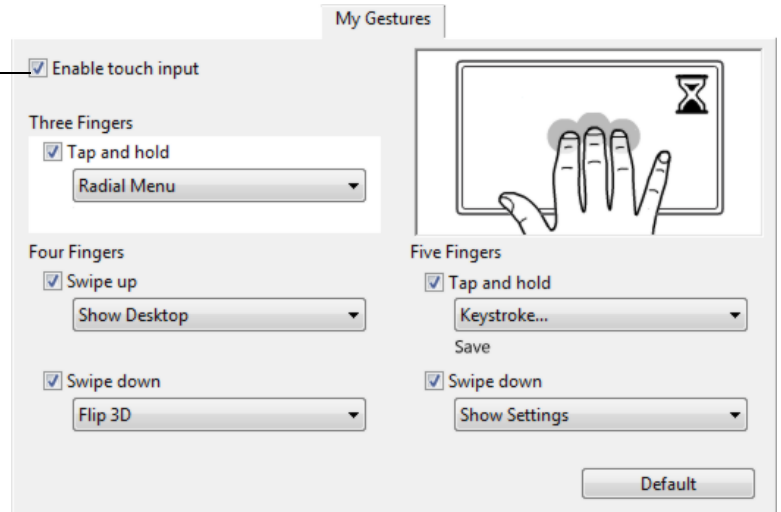 My Gestures
Enable touch input
Three Fingers
Tap and hold
Radial Menu
Four Fingers
Swipe up
Show Desktop
Swipe down
Flip 3D
Five Fingers
Tap and hold
Keystroke...
Save
Swipe down
Show Settings
Default